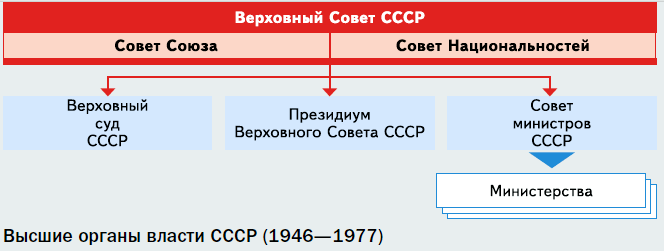 Верховный Совет СССР
Совет Союза
Совет Национальностей
Верховный
суд
СССР
Президиум
Верховного Совета СССР
Совет
министров
СССР
Министерства
Высшие органы власти СССР (1946—1977)